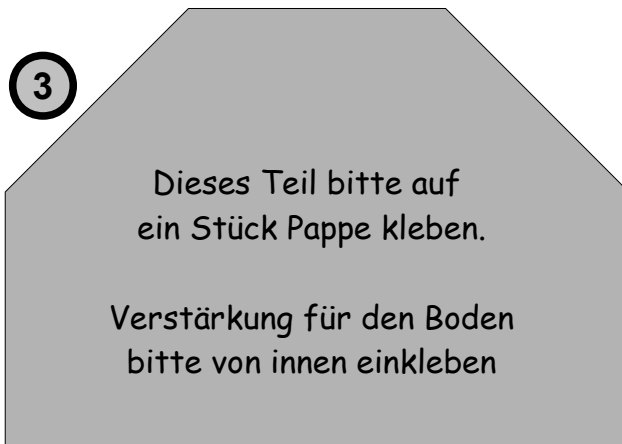 3
Dieses Teil bitte auf
ein Stück Pappe kleben.
Verstärkung für den Boden
bitte von innen einkleben